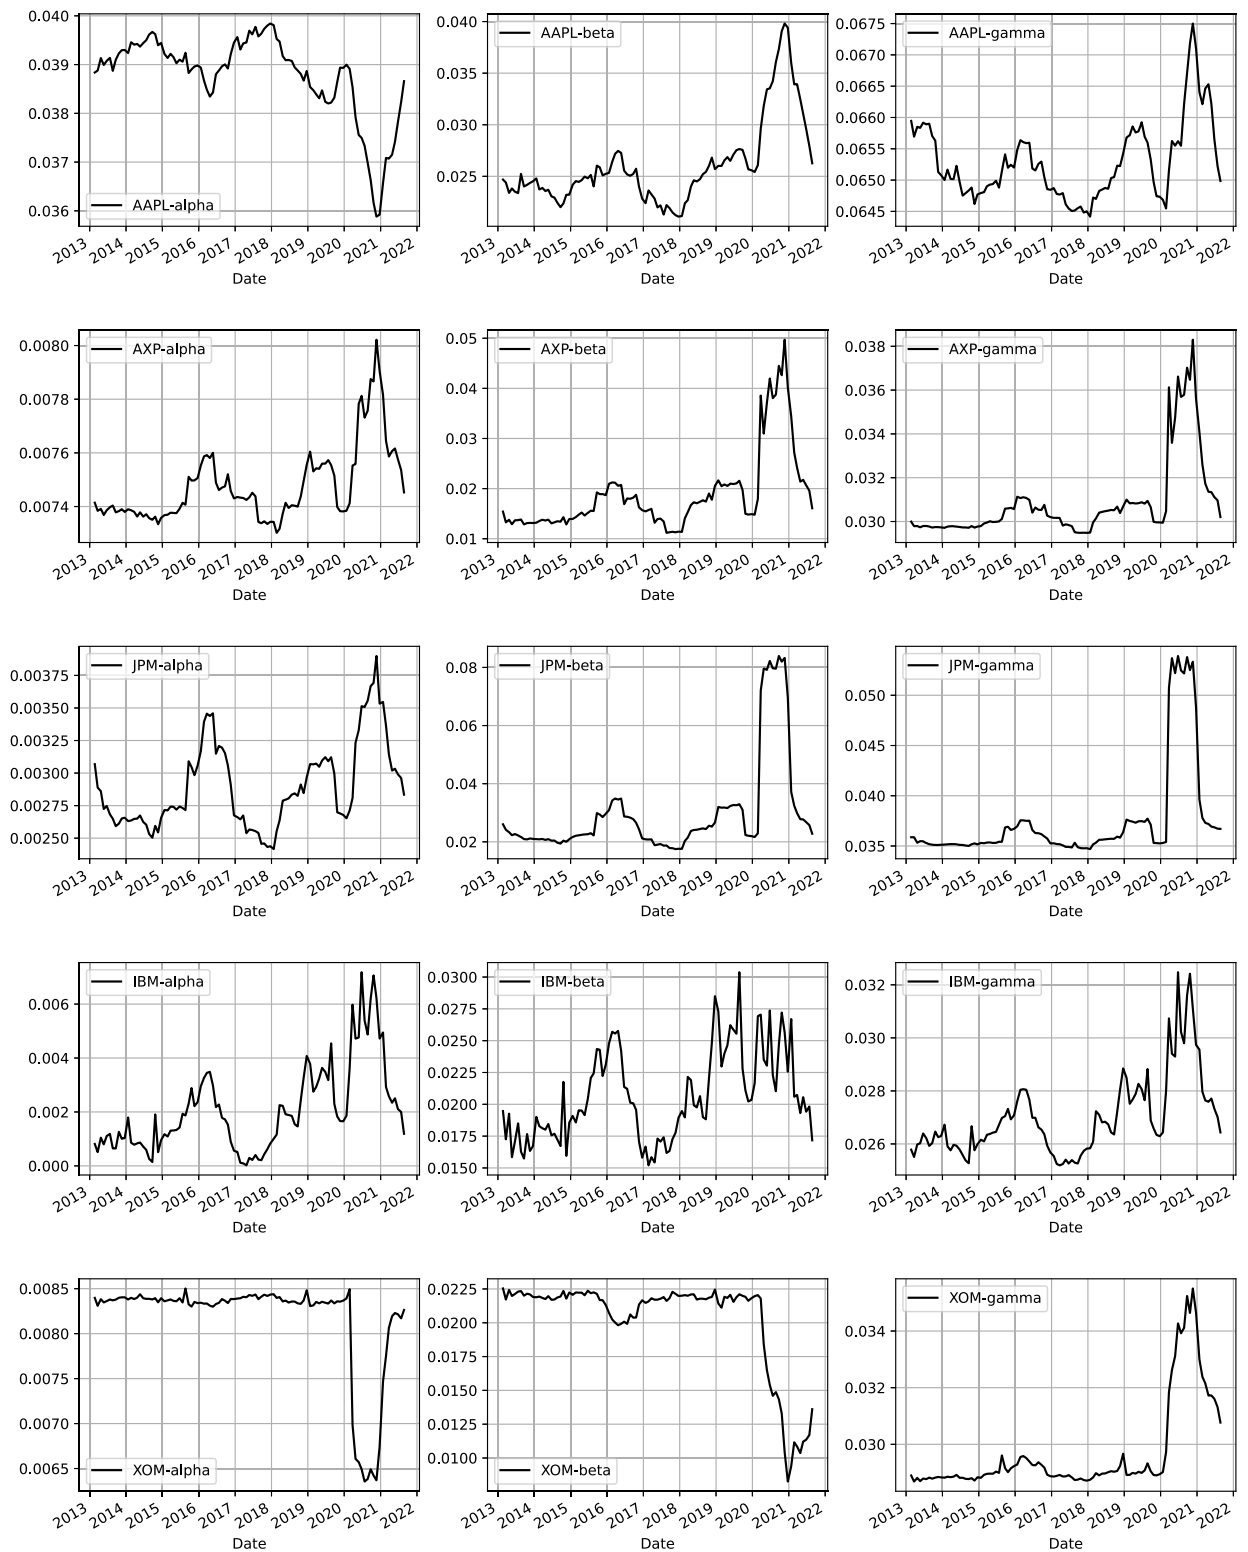 0.040
0.039
0.038
0.037
0.036
AAPL-alpha
2013 2014 2015 2016 2017 2018 2019 2020 2021 2022
Date
0.040
0.035
0.030
0.025
AAPL-beta
2013 2014 2015 2016 2017 2018 2019 2020 2021 2022
Date
0.0675
0.0670
0.0665
0.0660
0.0655
0.0650
0.0645
AAPL-gamma
2013 2014 2015 2016 2017 2018 2019 2020 2021 2022
Date
0.0080
0.0078
0.0076
0.0074
AXP-alpha
2013 2014 2015 2016 2017 2018 2019 2020 2021 2022
Date
0.05
0.04
0.03
0.02
0.01
AXP-beta
2013 2014 2015 2016 2017 2018 2019 2020 2021 2022
Date
0.038
0.036
0.034
0.032
0.030
AXP-gamma
2013 2014 2015 2016 2017 2018 2019 2020 2021 2022
Date
0.00375
0.00350
0.00325
0.00300
0.00275
0.00250
JPM-alpha
2013 2014 2015 2016 2017 2018 2019 2020 2021 2022
Date
0.08
0.06
0.04
0.02
JPM-beta
2013 2014 2015 2016 2017 2018 2019 2020 2021 2022
Date
0.050
0.045
0.040
0.035
JPM-gamma
2013 2014 2015 2016 2017 2018 2019 2020 2021 2022
Date
0.006
0.004
0.002
0.000
IBM-alpha
2013 2014 2015 2016 2017 2018 2019 2020 2021 2022
Date
0.0300
0.0275
0.0250
0.0225
0.0200
0.0175
0.0150
IBM-beta
2013 2014 2015 2016 2017 2018 2019 2020 2021 2022
Date
0.032
0.030
0.028
0.026
IBM-gamma
2013 2014 2015 2016 2017 2018 2019 2020 2021 2022
Date
0.0085
0.0080
0.0075
0.0070
0.0065
XOM-alpha
2013 2014 2015 2016 2017 2018 2019 2020 2021 2022
Date
0.0225
0.0200
0.0175
0.0150
0.0125
0.0100
XOM-beta
2013 2014 2015 2016 2017 2018 2019 2020 2021 2022
Date
0.034
0.032
0.030
XOM-gamma
2013 2014 2015 2016 2017 2018 2019 2020 2021 2022
Date